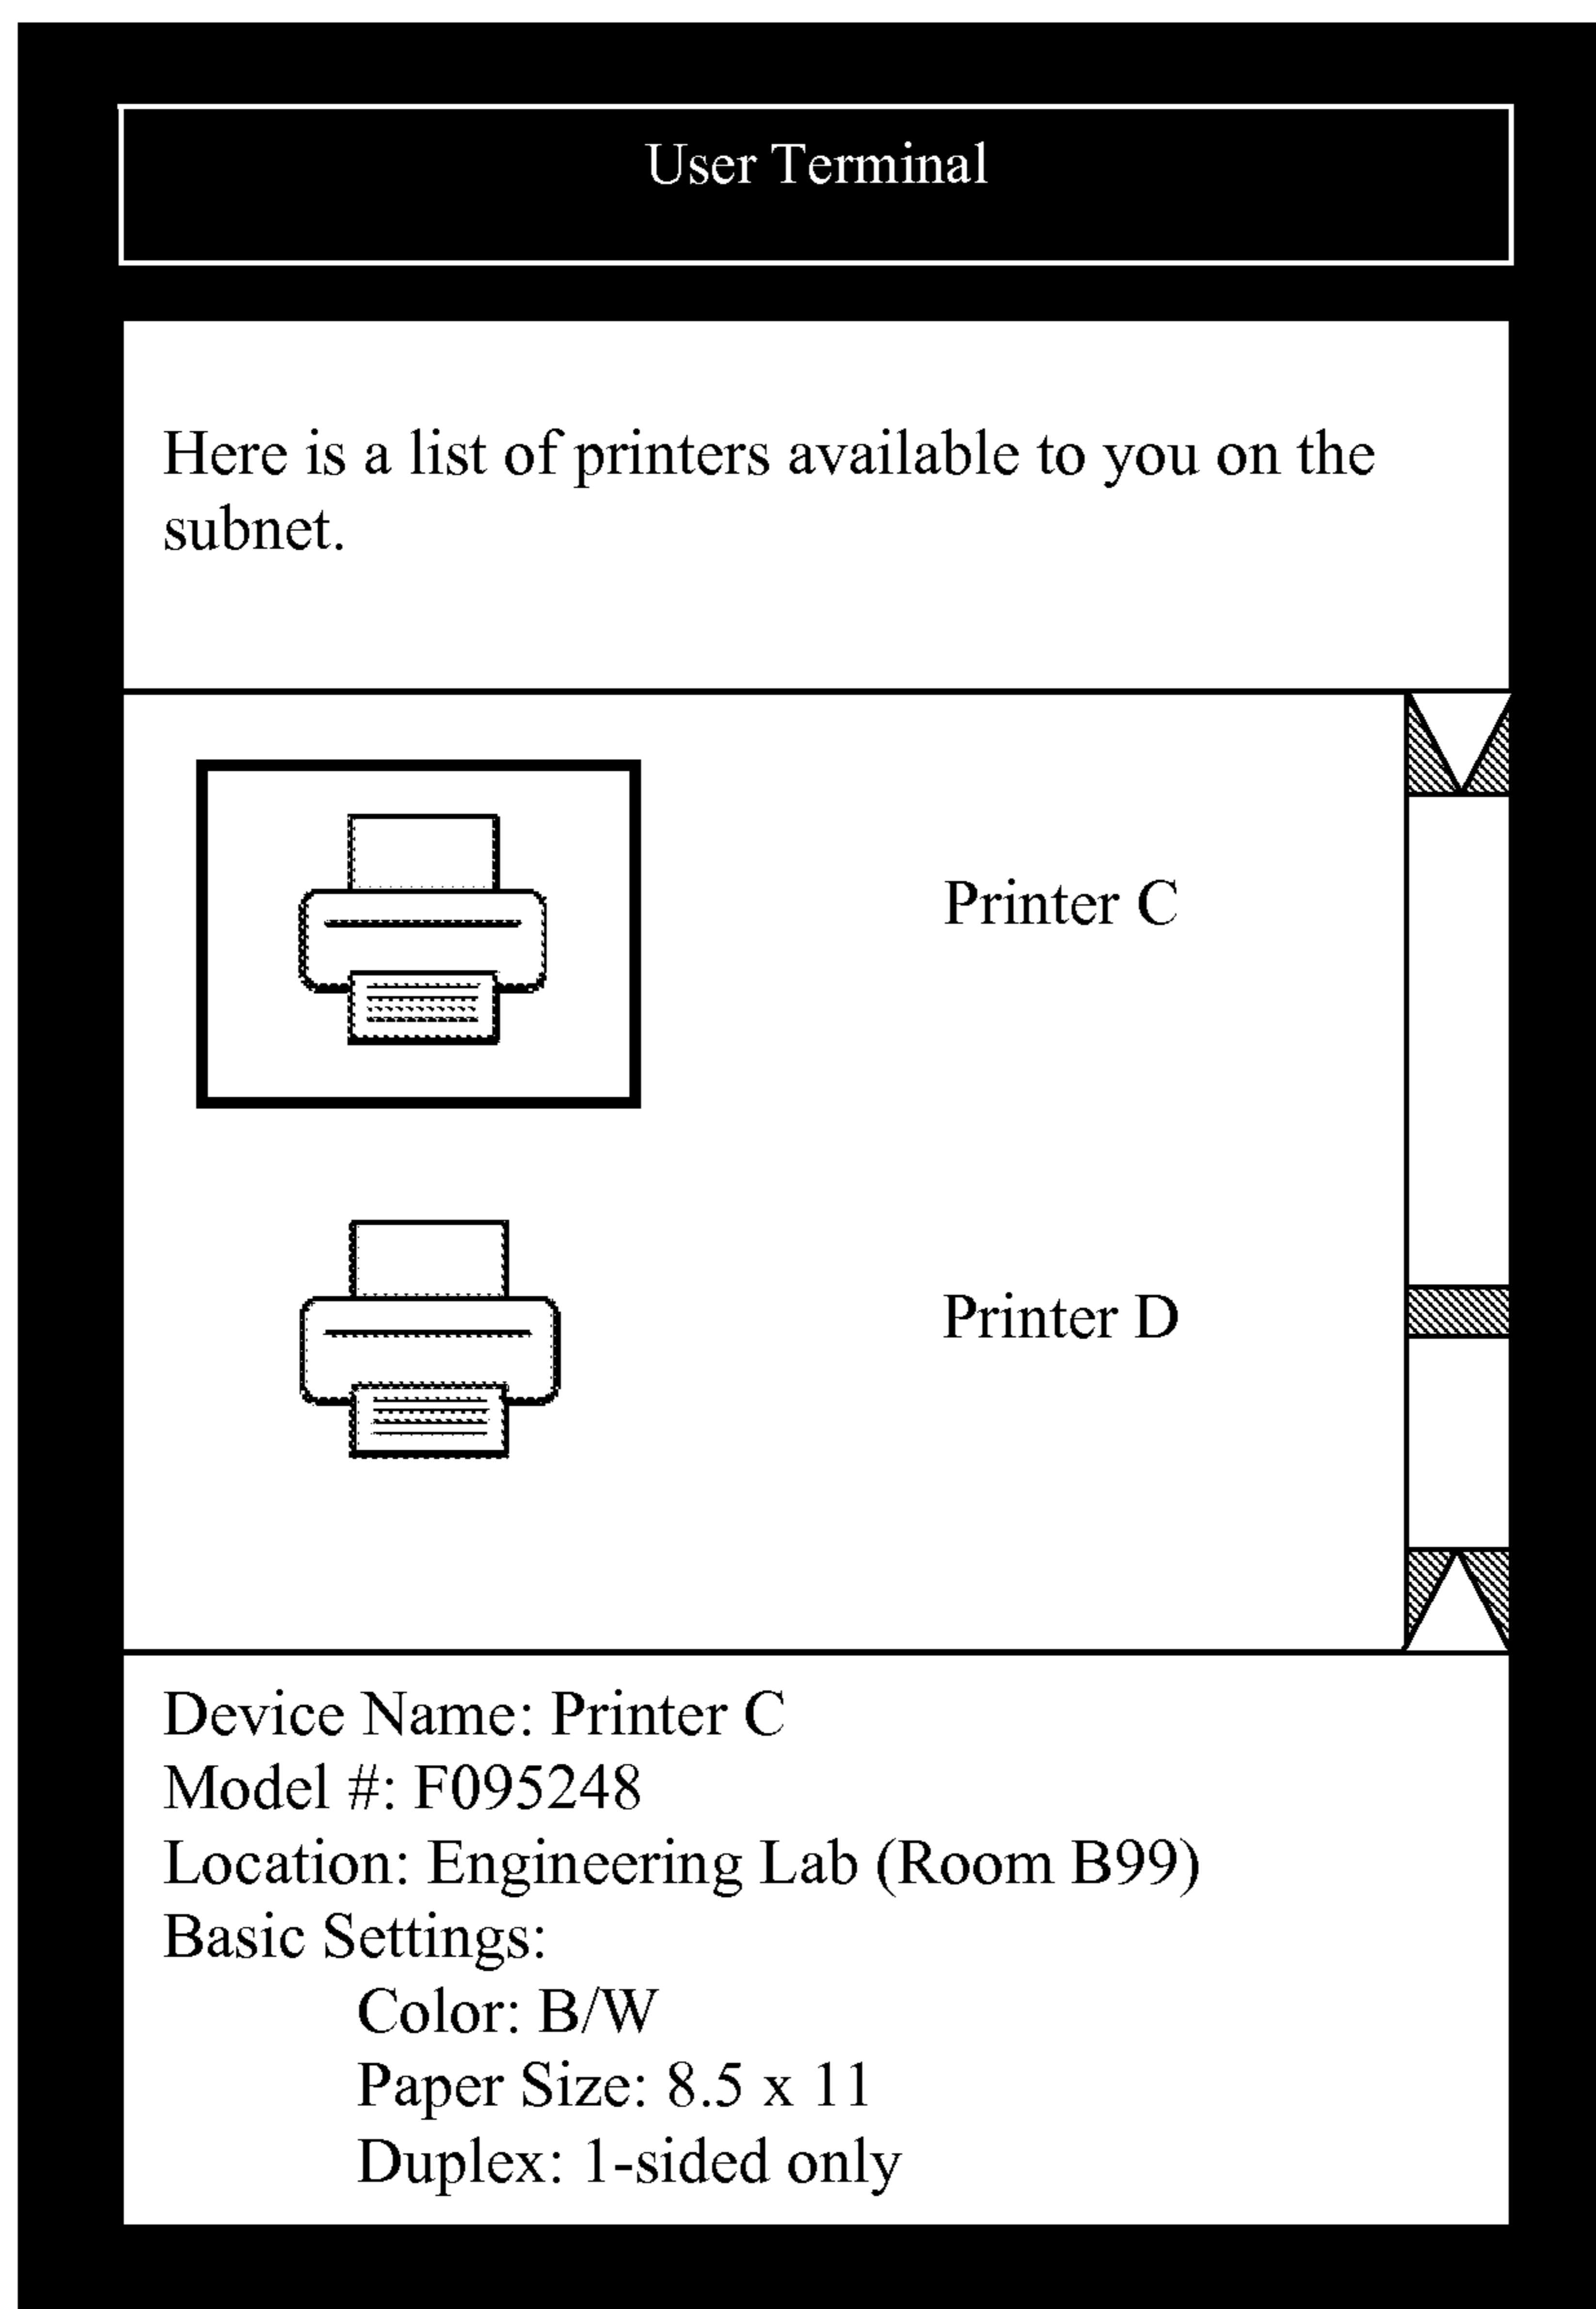 User Terminal
Here is a list of printers available to you on the
subnet.
Printer C
Printer D
Device Name: Printer C
Model #: F095248
Location: Engineering Lab (Room B99)
Basic Settings:
Color: B/W
Paper Size: 8.5 x 11
Duplex: 1-sided only